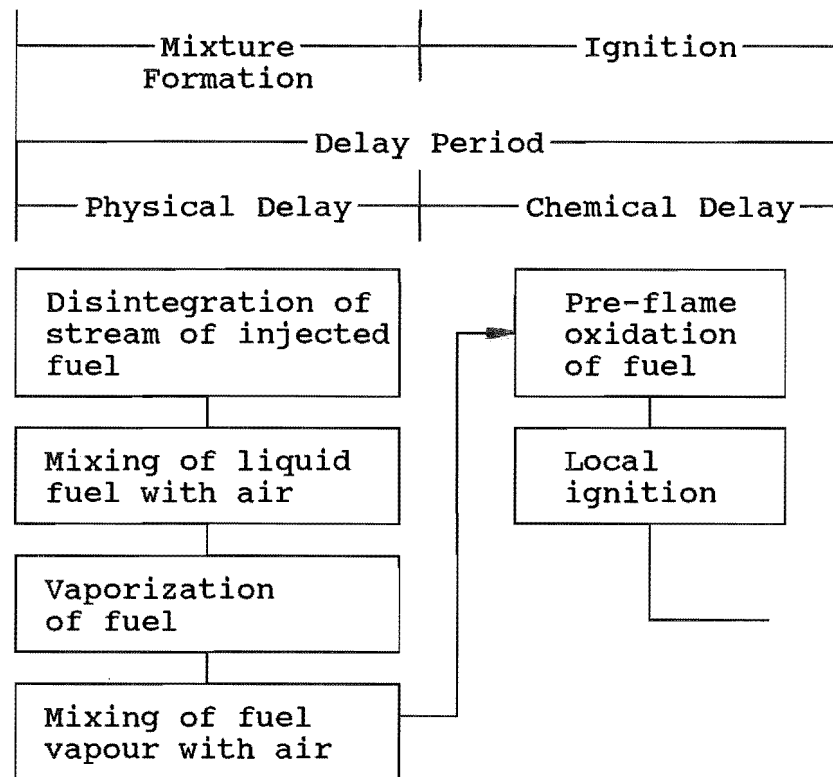 Mixture
Formation
Ignition
Delay Period
Physical Delay
Chemical Delay
Disintegration of
stream of injected
fuel
Mixing of liquid
fuel with air
Vaporization
of fuel
Mixing of fuel
vapour with air
Pre-flame
oxidation
of fuel
Local
ignition